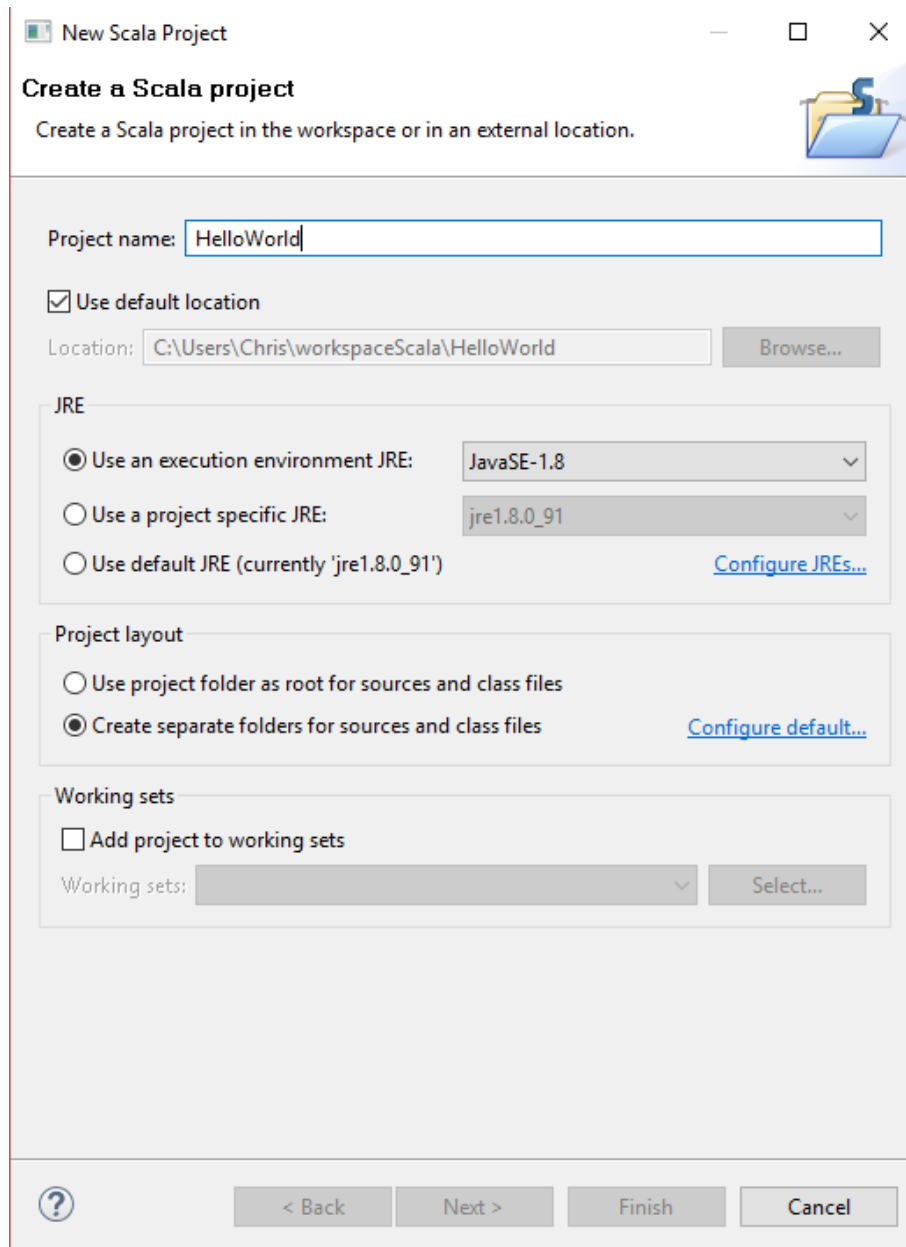 New Scala Project
Create a Scala project
Create a Scala project in the workspace or in an external location.
Project name: HelloWorld
Use default location
Location: C:\Users\Chris\workspaceScala\HelloWorld Browse...
JRE
Use an execution environment JRE: JavaSE-1.8
Use a project specific JRE: jre1.8.0_91
Use default JRE (currently 'jre1.8.0_91') Configure JREs...
Project layout
Use project folder as root for sources and class files
Create separate folders for sources and class files Configure default...
Working sets
Add project to working sets
Working sets: Select...
? < Back Next > Finish Cancel